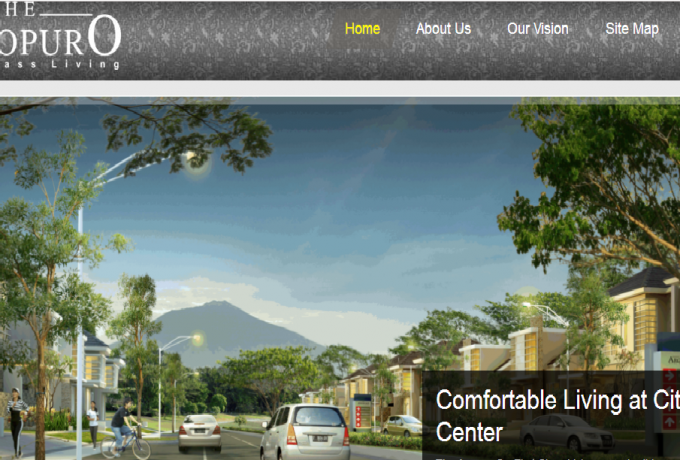 HE
OPURO
ass Living
Home About Us Our Vision Site Map
Comfortable Living at Cit
Center